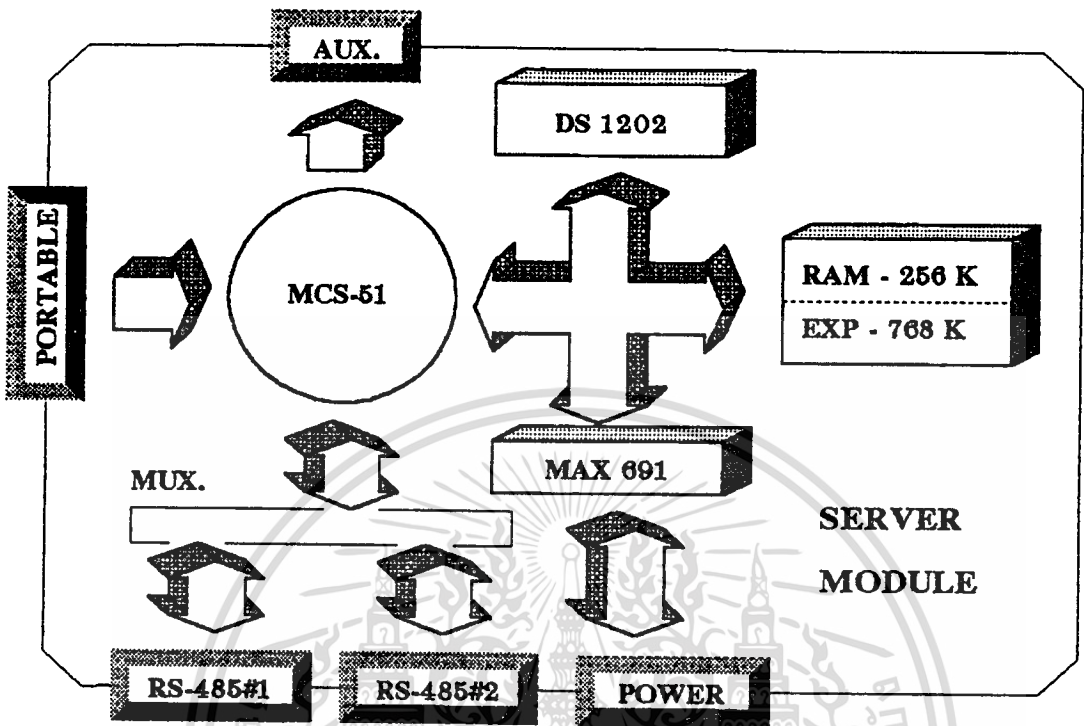 AUX.
DS 1202
PORTABLE
MCS-51
RAM - 256 K
EXP - 768 K
MUX.
MAX 691
SERVER
MODULE
RS-485#1
RS-485#2
POWER